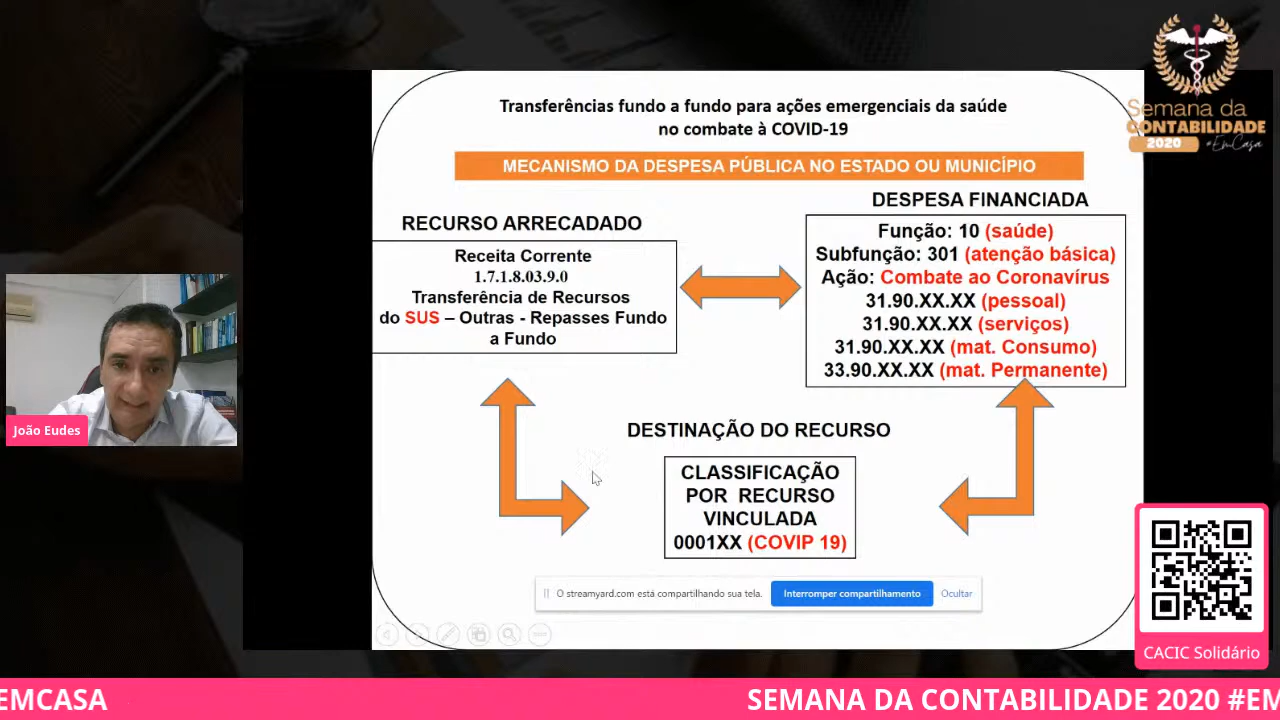 Transferências fundo a fundo para ações emergenciais da saúde
no combate à COVID-19
MECANISMO DA DESPESA PÚBLICA NO ESTADO OU MUNICÍPIO
RECURSO ARRECADADO
Receita Corrente
1.7.1.8.03.9.0
Transferência de Recursos
do SUS – Outras - Repasses Fundo
a Fundo
DESPESA FINANCIADA
Função: 10 (saúde)
Subfunção: 301 (atenção básica)
Ação: Combate ao Coronavírus
31.90.XX.XX (pessoal)
31.90.XX.XX (serviços)
31.90.XX.XX (mat. Consumo)
33.90.XX.XX (mat. Permanente)
DESTINAÇÃO DO RECURSO
CLASSIFICAÇÃO
POR RECURSO
VINCULADA
0001XX (COVIP 19)
O streamyard.com está compartilhando sua tela.
Interromper compartilhamento
Ocultar
João Eudes
Semana da
CONTABILIDADE
2020 #EmCasa
CACIC Solidário
EMCASA
SEMANA DA CONTABILIDADE 2020 #EM